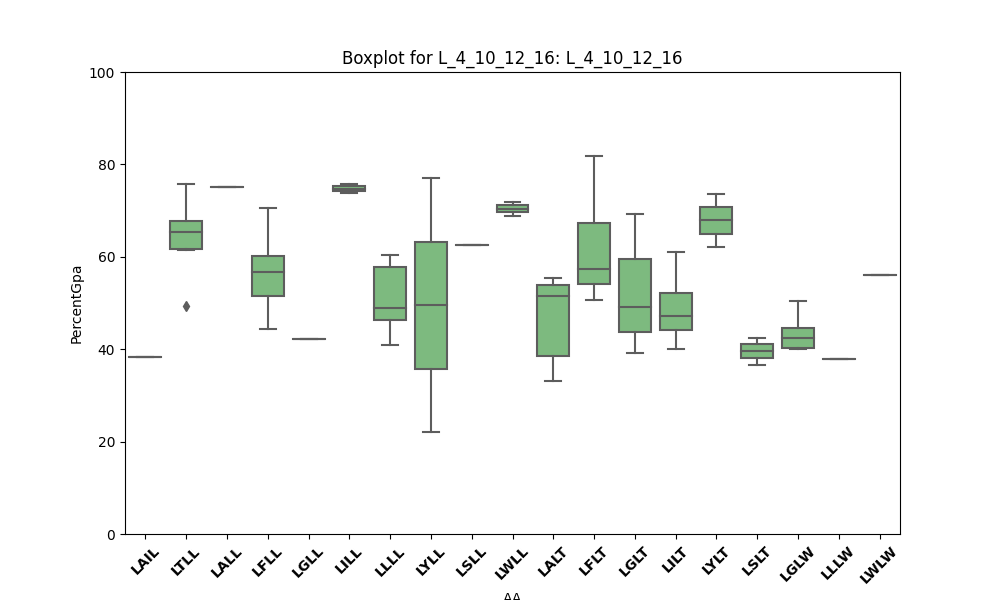 Boxplot for L_4_10_12_16: L_4_10_12_16
100
80
60
40
20
0
PercentGpa
LAIL LTLL LALL LFLL LGLL LILL LLLL LYLL LSLL LWLL LALT LFLT LGLT LILT LYLT LSLT LGLW LLLW LWLW
AA